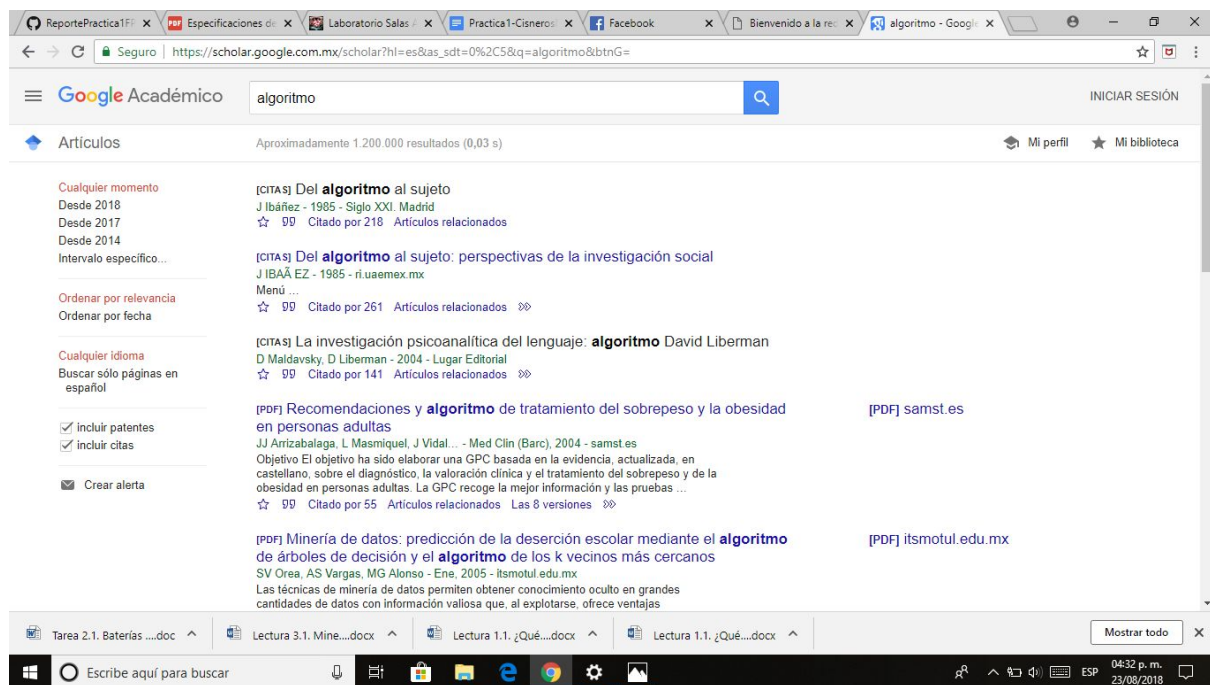 ReportePractica1FF
Especificaciones de
Laboratorio Salas A
Practica1-Cisneros
Facebook
Bienvenido a la red
algoritmo - Google
Seguro | https://scholar.google.com.mx/scholar?hl=es&as_sdt=0%2C5&q=algoritmo&btnG=
Google Académico
algoritmo
INICIAR SESIÓN
Artículos
Aproximadamente 1.200.000 resultados (0,03 s)
Mi perfil
Mi biblioteca
Cualquier momento
Desde 2018
Desde 2017
Desde 2014
Intervalo específico...
Ordenar por relevancia
Ordenar por fecha
Cualquier idioma
Buscar sólo páginas en
español
incluir patentes
incluir citas
Crear alerta
[CITAS] Del algoritmo al sujeto
J Ibáñez - 1985 - Siglo XXI. Madrid
Citado por 218 Artículos relacionados
[CITAS] Del algoritmo al sujeto: perspectivas de la investigación social
J IBAÃ EZ - 1985 - ri.uaemex.mx
Menú ...
Citado por 261 Artículos relacionados
[CITAS] La investigación psicoanalítica del lenguaje: algoritmo David Liberman
D Maldavsky, D Liberman - 2004 - Lugar Editorial
Citado por 141 Artículos relacionados
[PDF] Recomendaciones y algoritmo de tratamiento del sobrepeso y la obesidad
en personas adultas
[PDF] samst.es
JJ Arrizabalaga, L Masmiquel, J Vidal... - Med Clin (Barc), 2004 - samst.es
Objetivo El objetivo ha sido elaborar una GPC basada en la evidencia, actualizada, en
castellano, sobre el diagnóstico, la valoración clínica y el tratamiento del sobrepeso y de la
obesidad en personas adultas. La GPC recoge la mejor información y las pruebas ...
Citado por 55 Artículos relacionados Las 8 versiones
[PDF] Minería de datos: predicción de la deserción escolar mediante el algoritmo
de árboles de decisión y el algoritmo de los k vecinos más cercanos
[PDF] itsmotul.edu.mx
SV Orea, AS Vargas, MG Alonso - Ene, 2005 - itsmotul.edu.mx
Las técnicas de minería de datos permiten obtener conocimiento oculto en grandes
cantidades de datos con información valiosa que, al explotarse, ofrece ventajas
Tarea 2.1. Baterías ....doc
Lectura 3.1. Mine....docx
Lectura 1.1. ¿Qué....docx
Lectura 1.1. ¿Qué....docx
Mostrar todo
Escribe aquí para buscar
ESP
04:32 p. m.
23/08/2018